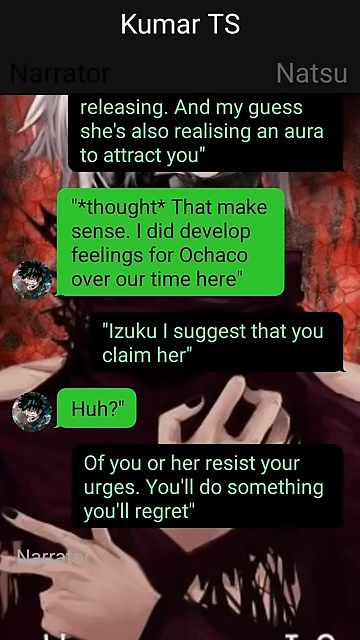 Kumar TS
Narrator
Natsu
releasing. And my guess
she's also realising an aura
to attract you"
"*thought* That make
sense. I did develop
feelings for Ochaco
over our time here"
"Izuku I suggest that you
claim her"
Huh?"
Of you or her resist your
urges. You'll do something
you'll regret"
Narrator